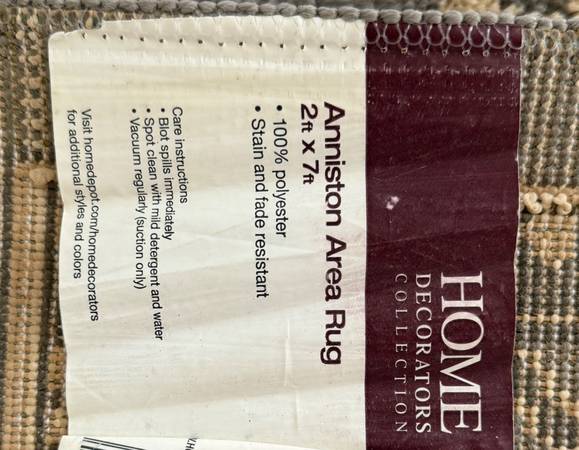 HOME
DECORATORS
COLLECTION
Anniston Area Rug
2ft x 7ft
• 100% polyester
• Stain and fade resistant
Care instructions
• Blot spills immediately
• Spot clean with mild detergent and water
• Vacuum regularly (suction only)
Visit homedepot.com/homedecorators
for additional styles and colors